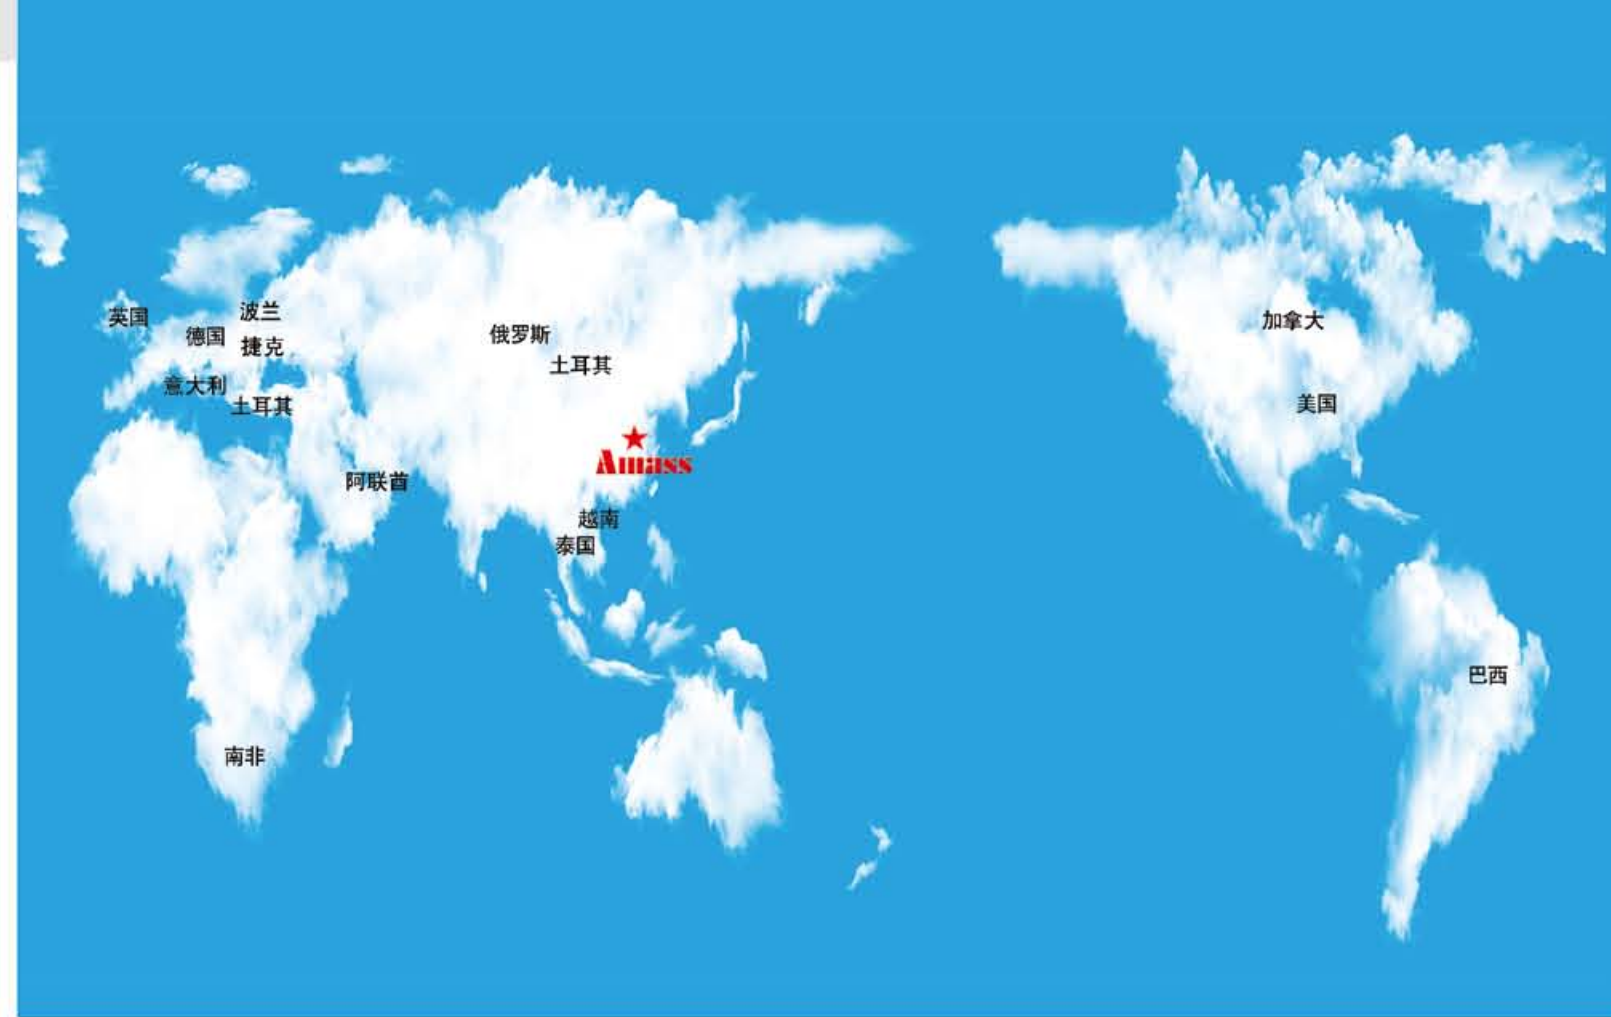 英国
波兰
德国
捷克
意大利
土耳其
俄罗斯
土耳其
Amass
阿联酋
越南
泰国
南非
加拿大
美国
巴西